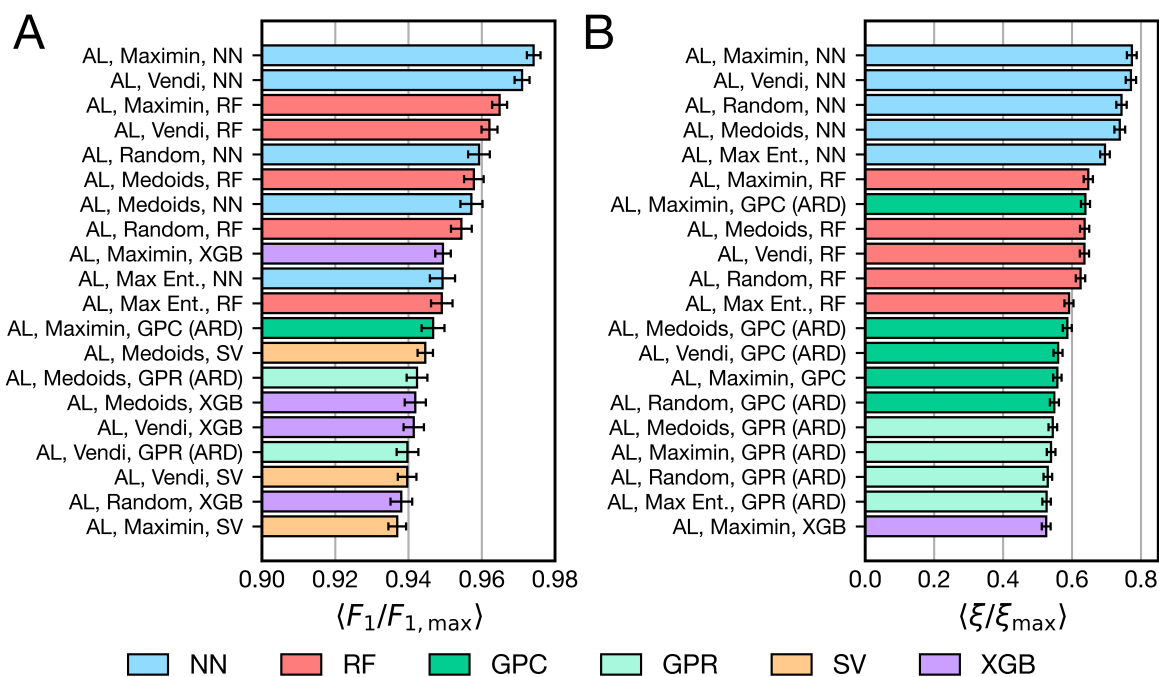 A
AL, Maximin, NN
AL, Vendi, NN
AL, Maximin, RF
AL, Vendi, RF
AL, Random, NN
AL, Medoids, RF
AL, Medoids, NN
AL, Random, RF
AL, Maximin, XGB
AL, Max Ent., NN
AL, Max Ent., RF
AL, Maximin, GPC (ARD)
AL, Medoids, SV
AL, Medoids, GPR (ARD)
AL, Medoids, XGB
AL, Vendi, XGB
AL, Vendi, GPR (ARD)
AL, Vendi, SV
AL, Random, XGB
AL, Maximin, SV
0.90 0.92 0.94 0.96 0.98
⟨F₁/F₁, max⟩
B
AL, Maximin, NN
AL, Vendi, NN
AL, Random, NN
AL, Medoids, NN
AL, Max Ent., NN
AL, Maximin, RF
AL, Maximin, GPC (ARD)
AL, Medoids, RF
AL, Vendi, RF
AL, Random, RF
AL, Max Ent., RF
AL, Medoids, GPC (ARD)
AL, Vendi, GPC (ARD)
AL, Maximin, GPC
AL, Random, GPC (ARD)
AL, Medoids, GPR (ARD)
AL, Maximin, GPR (ARD)
AL, Random, GPR (ARD)
AL, Max Ent., GPR (ARD)
AL, Maximin, XGB
0.0 0.2 0.4 0.6 0.8
⟨ξ/ξmax⟩
NN RF GPC GPR SV XGB